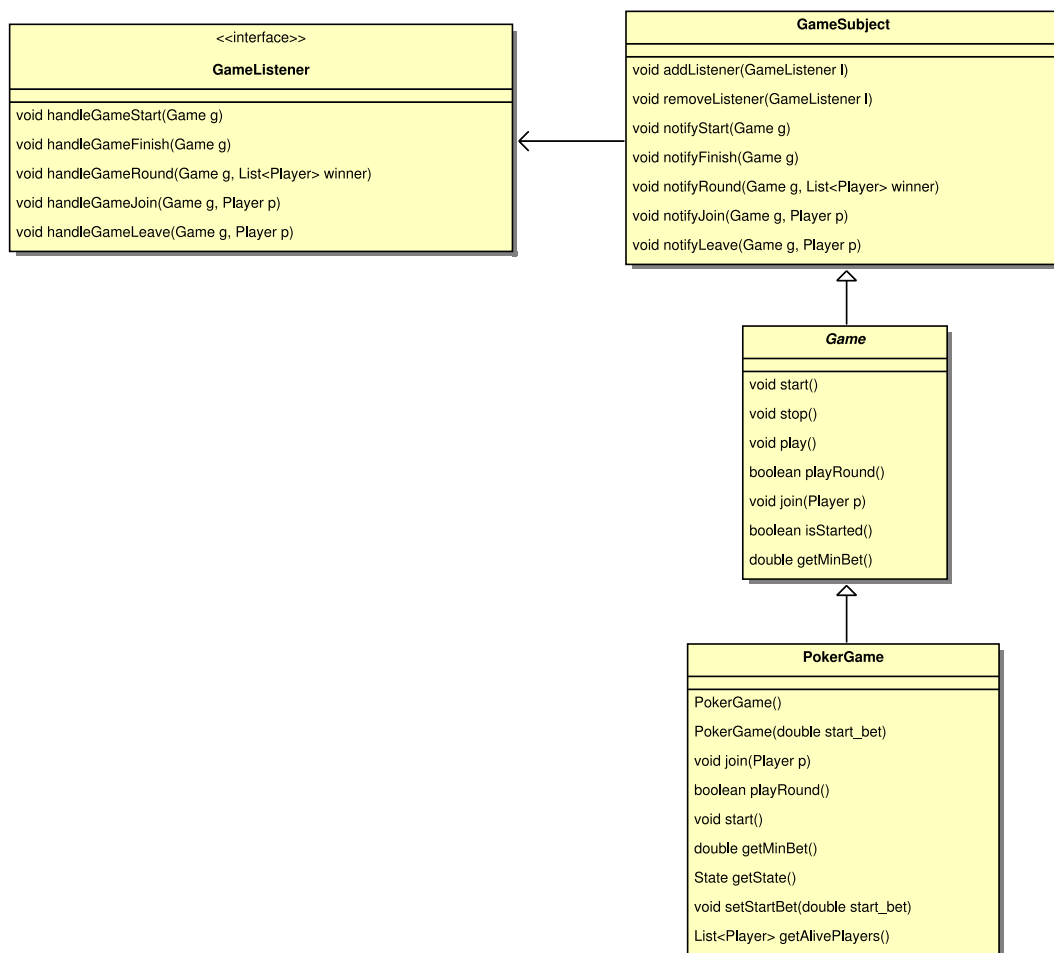 <<interface>>
GameListener
void handleGameStart(Game g)
void handleGameFinish(Game g)
void handleGameRound(Game g, List<Player> winner)
void handleGameJoin(Game g, Player p)
void handleGameLeave(Game g, Player p)
GameSubject
void addListener(GameListener l)
void removeListener(GameListener l)
void notifyStart(Game g)
void notifyFinish(Game g)
void notifyRound(Game g, List<Player> winner)
void notifyJoin(Game g, Player p)
void notifyLeave(Game g, Player p)
Game
void start()
void stop()
void play()
boolean playRound()
void join(Player p)
boolean isStarted()
double getMinBet()
PokerGame
PokerGame()
PokerGame(double start_bet)
void join(Player p)
boolean playRound()
void start()
double getMinBet()
State getState()
void setStartBet(double start_bet)
List<Player> getAlivePlayers()